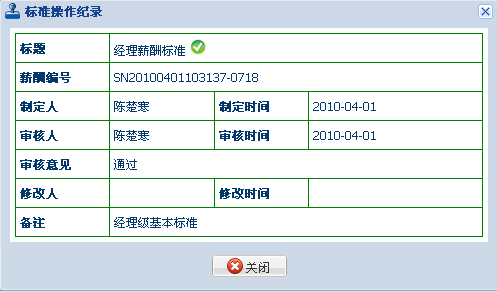 标准操作纪录
标题 经理薪酬标准
薪酬编号 SN20100401103137-0718
制定人 陈楚寒 制定时间 2010-04-01
审核人 陈楚寒 审核时间 2010-04-01
审核意见 通过
修改人 修改时间
备注 经理级基本标准
关闭